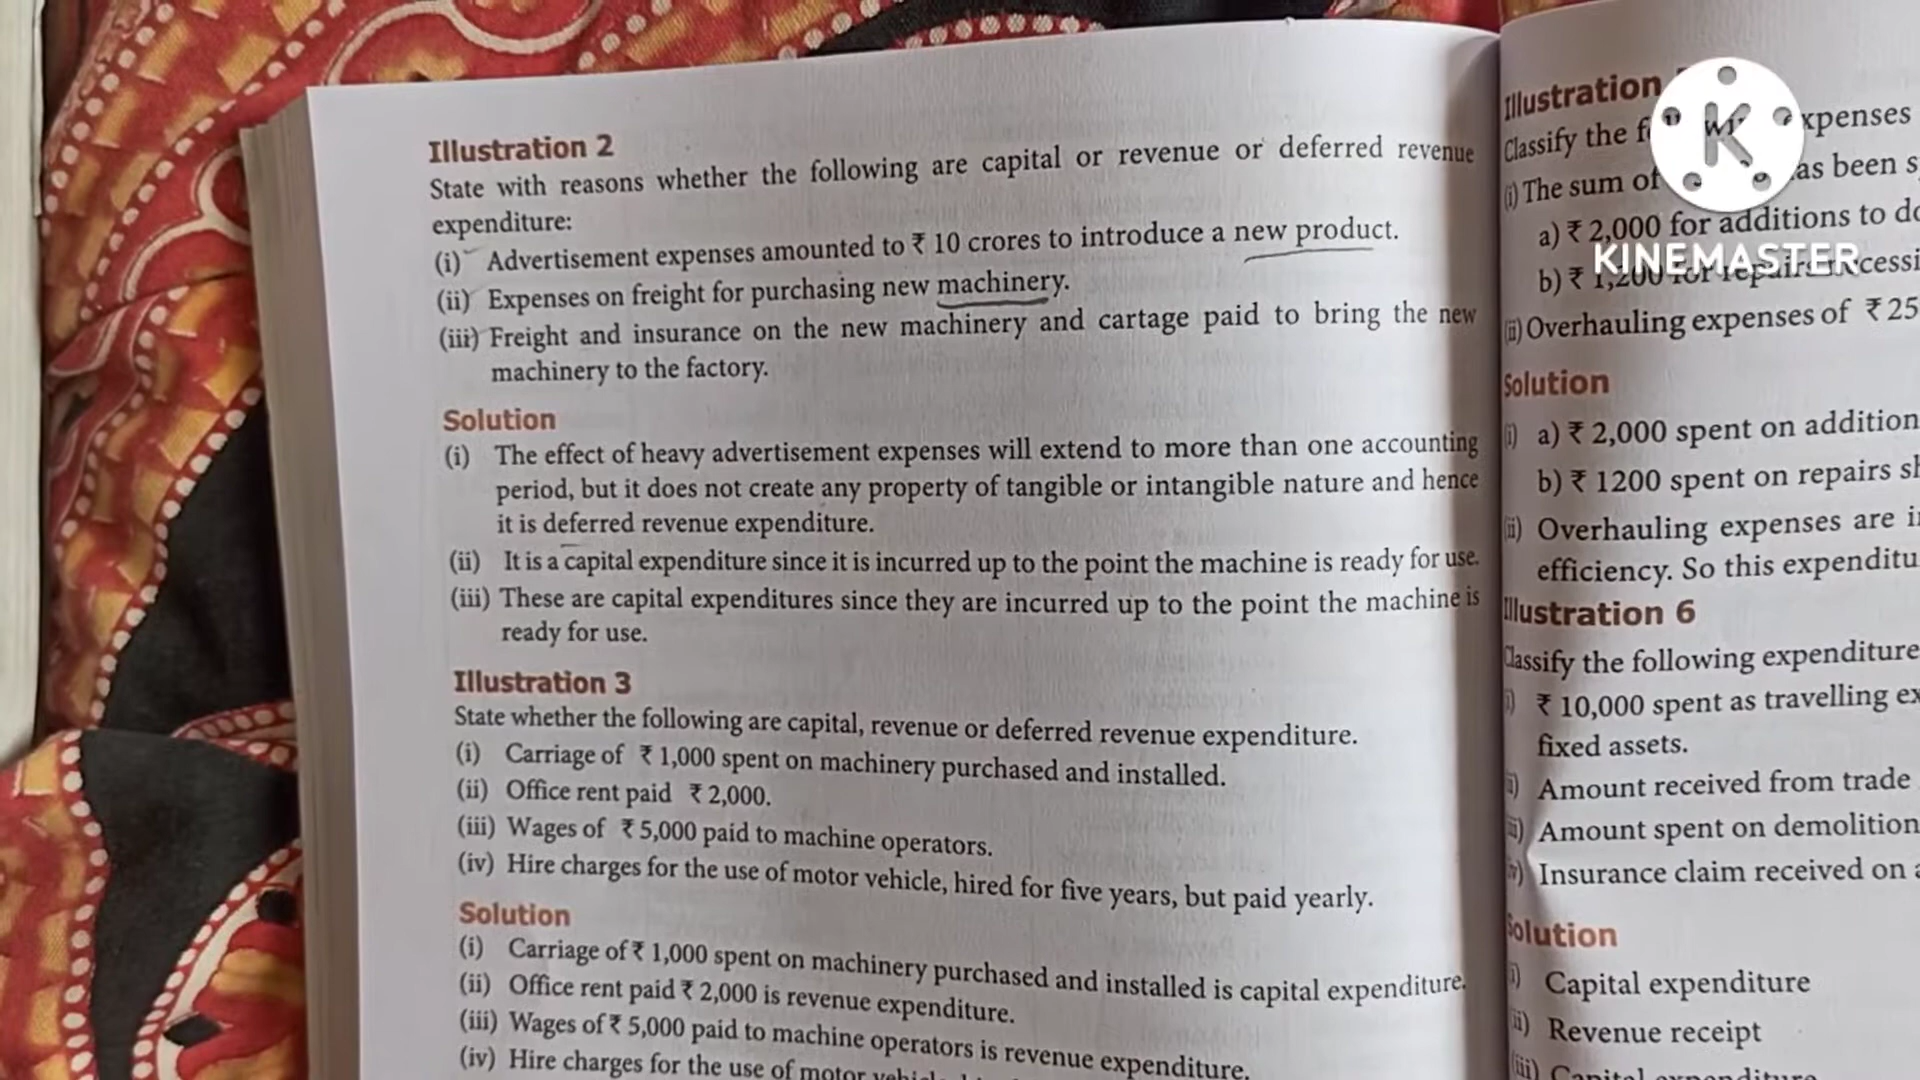 Illustration 2
State with reasons whether the following are capital or revenue or deferred revenue
expenditure:
(i) Advertisement expenses amounted to ₹ 10 crores to introduce a new product.
(ii) Expenses on freight for purchasing new machinery.
(iii) Freight and insurance on the new machinery and cartage paid to bring the new
machinery to the factory.
Solution
(i) The effect of heavy advertisement expenses will extend to more than one accounting
period, but it does not create any property of tangible or intangible nature and hence
it is deferred revenue expenditure.
(ii) It is a capital expenditure since it is incurred up to the point the machine is ready for use.
(iii) These are capital expenditures since they are incurred up to the point the machine is
ready for use.
Illustration 3
State whether the following are capital, revenue or deferred revenue expenditure.
(i) Carriage of ₹ 1,000 spent on machinery purchased and installed.
(ii) Office rent paid ₹ 2,000.
(iii) Wages of ₹ 5,000 paid to machine operators.
(iv) Hire charges for the use of motor vehicle, hired for five years, but paid yearly.
Solution
(i) Carriage of ₹ 1,000 spent on machinery purchased and installed is capital expenditure.
(ii) Office rent paid ₹ 2,000 is revenue expenditure.
(iii) Wages of ₹ 5,000 paid to machine operators is revenue expenditure.
(iv) Hire charges for the use of motor
Illustration
Classify the expenses
(i) The sum of has been
a) ₹ 2,000 for additions to
b) ₹ 1,200 for repairs
(ii) Overhauling expenses of ₹ 25
Solution
(i) a) ₹ 2,000 spent on addition
b) ₹ 1200 spent on repairs
(ii) Overhauling expenses are
efficiency. So this
Illustration 6
Classify the following expenditure
) ₹ 10,000 spent as travelling
fixed assets.
) Amount received from trade
) Amount spent on demolition
) Insurance claim received on
Solution
i) Capital expenditure
ii) Revenue receipt
(iii) Capital expenditure
K
KINEMASTER